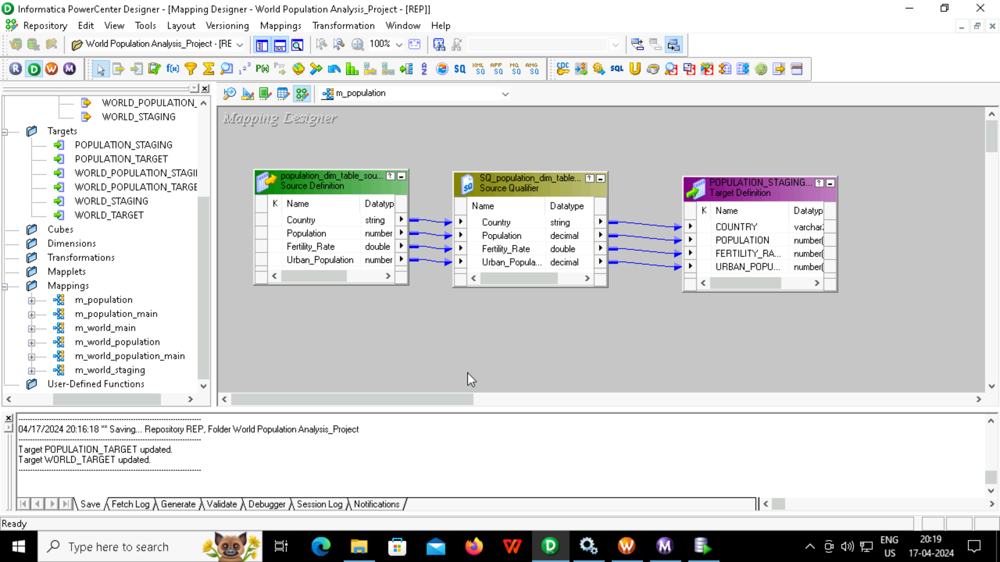 Informatica PowerCenter Designer - [Mapping Designer - World Population Analysis_Project - [REP]]
Repository Edit View Tools Layout Versioning Mappings Transformation Window Help
World Population Analysis_Project - [RE
100%
m_population
WORLD_POPULATION_
WORLD_STAGING
Targets
POPULATION_STAGING
POPULATION_TARGET
WORLD_POPULATION_STAGI
WORLD_POPULATION_TARGE
WORLD_STAGING
WORLD_TARGET
Cubes
Dimensions
Transformations
Mapplets
Mappings
m_population
m_population_main
m_world_main
m_world_population
m_world_population_main
m_world_staging
User-Defined Functions
Mapping Designer
population_dim_table_sou...
Source Definition
K Name Datatyp
Country string
Population number
Fertility_Rate double
Urban_Population number
SQ_population_dim_table...
Source Qualifier
Name Datatype
Country string
Population decimal
Fertility_Rate double
Urban_Popula... decimal
POPULATION_STAGING...
Target Definition
K Name Datatyp
COUNTRY varchar
POPULATION number(
FERTILITY_RA... number(
URBAN_POPU... number(
04/17/2024 20:16:18 ** Saving... Repository REP, Folder World Population Analysis_Project
Target POPULATION_TARGET updated.
Target WORLD_TARGET updated.
Save Fetch Log Generate Validate Debugger Session Log Notifications
Ready
Type here to search
ENG
US
20:19
17-04-2024